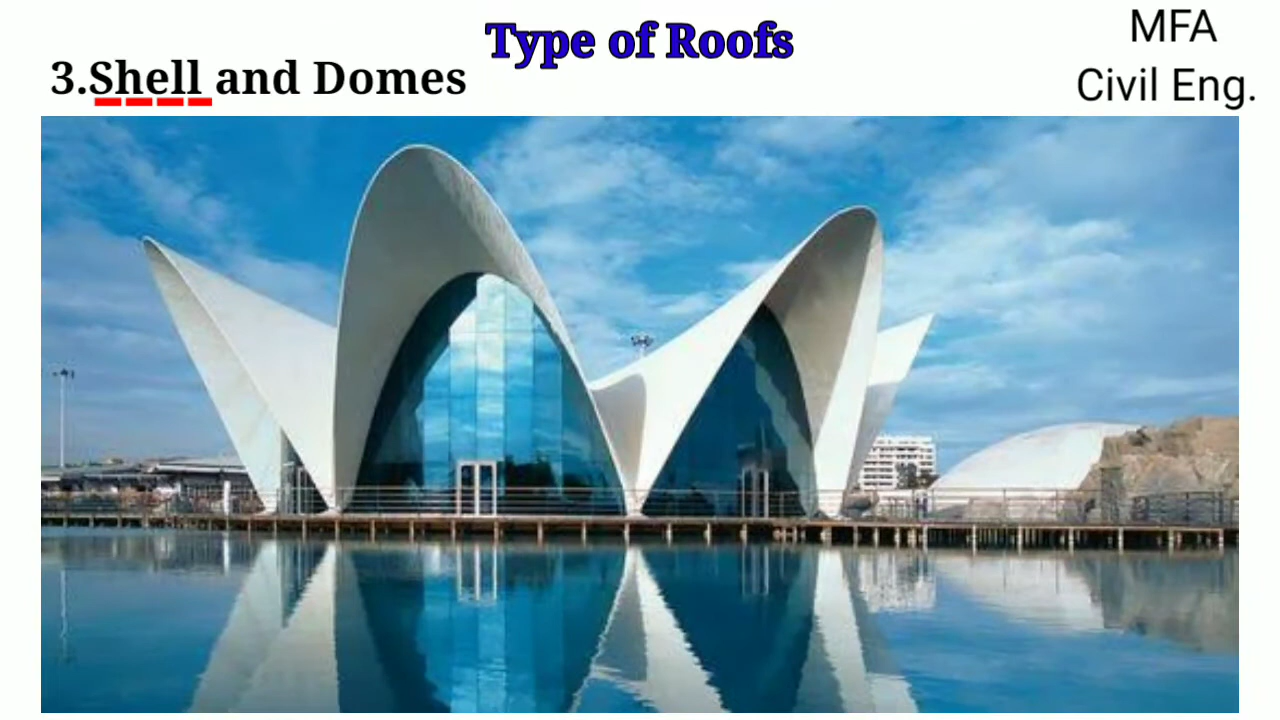 Type of Roofs
MFA
Civil Eng.
3.Shell and Domes